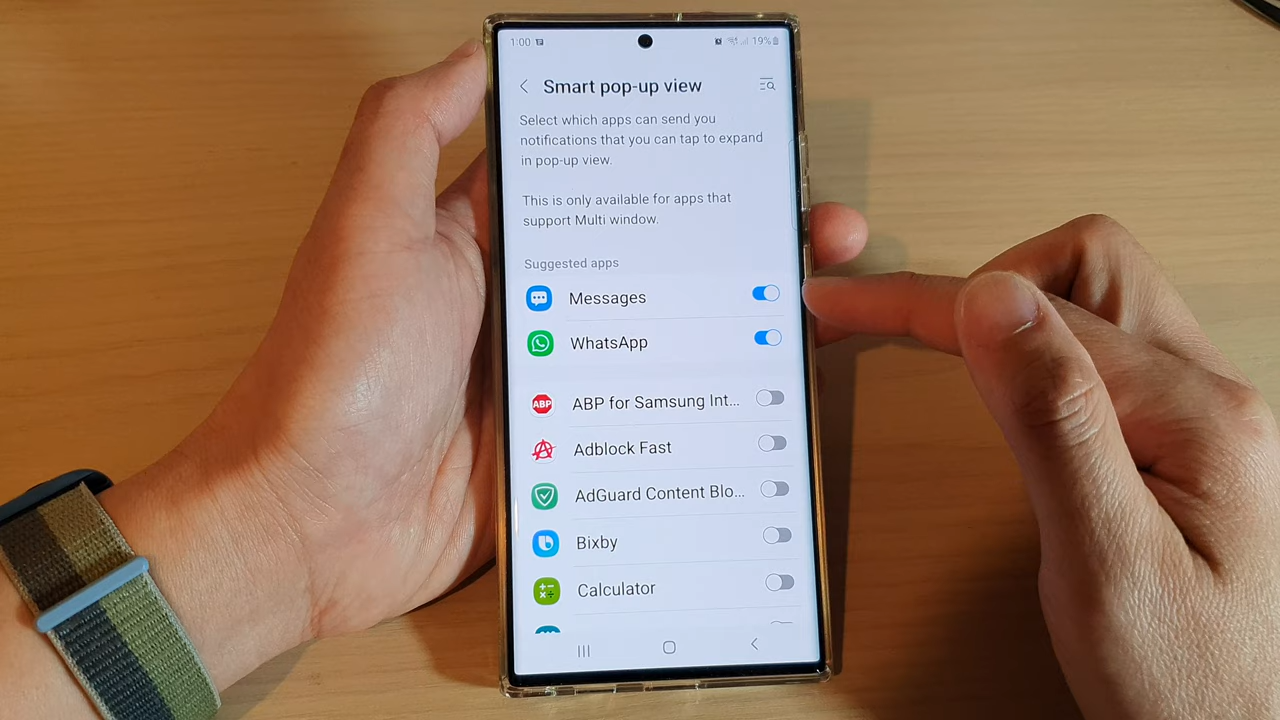 1:00 19%
Smart pop-up view
Select which apps can send you
notifications that you can tap to expand
in pop-up view.
This is only available for apps that
support Multi window.
Suggested apps
Messages
WhatsApp
ABP ABP for Samsung Int...
Adblock Fast
AdGuard Content Blo...
Bixby
Calculator